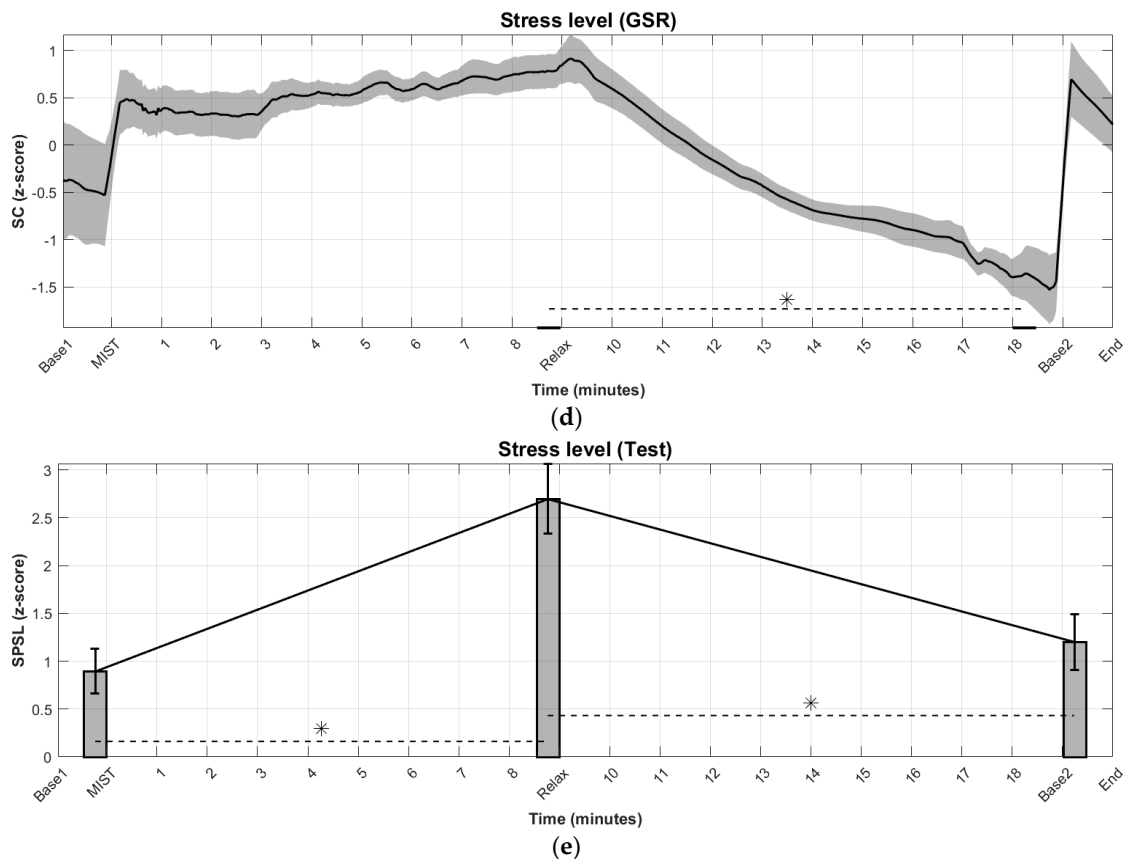 Stress level (GSR)
1
0.5
0
-0.5
-1
-1.5
SC (z-score)
*
Base1 MIST 1 2 3 4 5 6 7 8 Relax 10 11 12 13 14 15 16 17 18 Base2 End
Time (minutes)
(d)
Stress level (Test)
3
2.5
2
1.5
1
0.5
0
SPSL (z-score)
* *
Base1 MIST 1 2 3 4 5 6 7 8 Relax 10 11 12 13 14 15 16 17 18 Base2 End
Time (minutes)
(e)